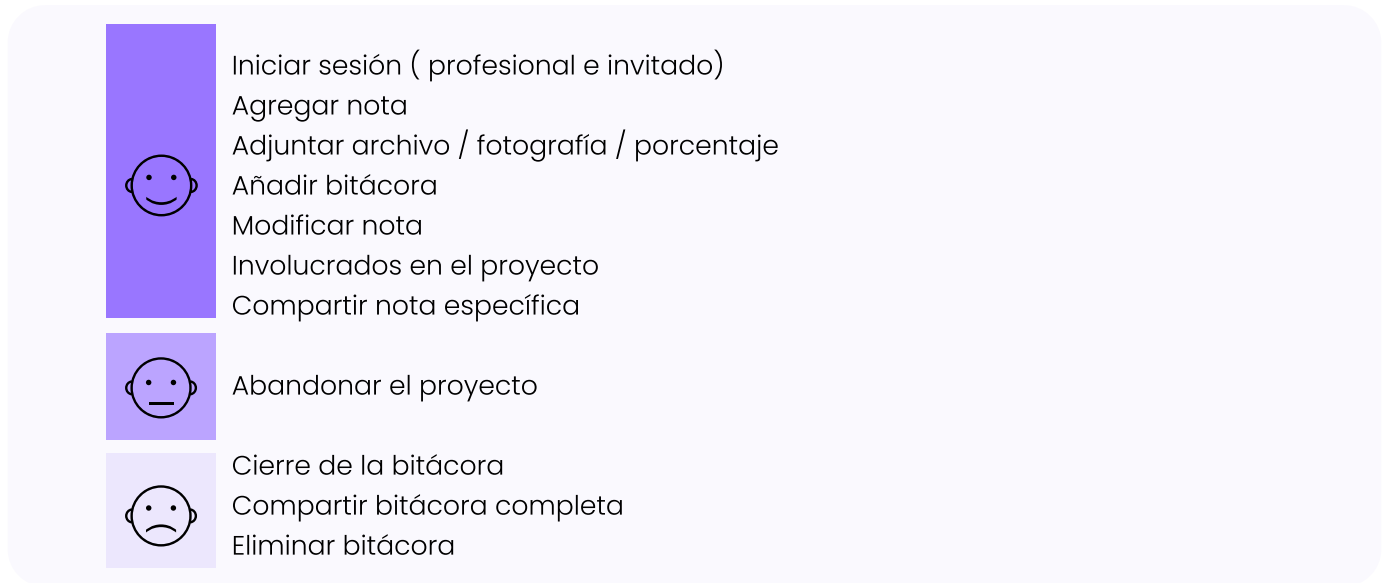 Iniciar sesión ( profesional e invitado)
Agregar nota
Adjuntar archivo / fotografía / porcentaje
Añadir bitácora
Modificar nota
Involucrados en el proyecto
Compartir nota específica
Abandonar el proyecto
Cierre de la bitácora
Compartir bitácora completa
Eliminar bitácora